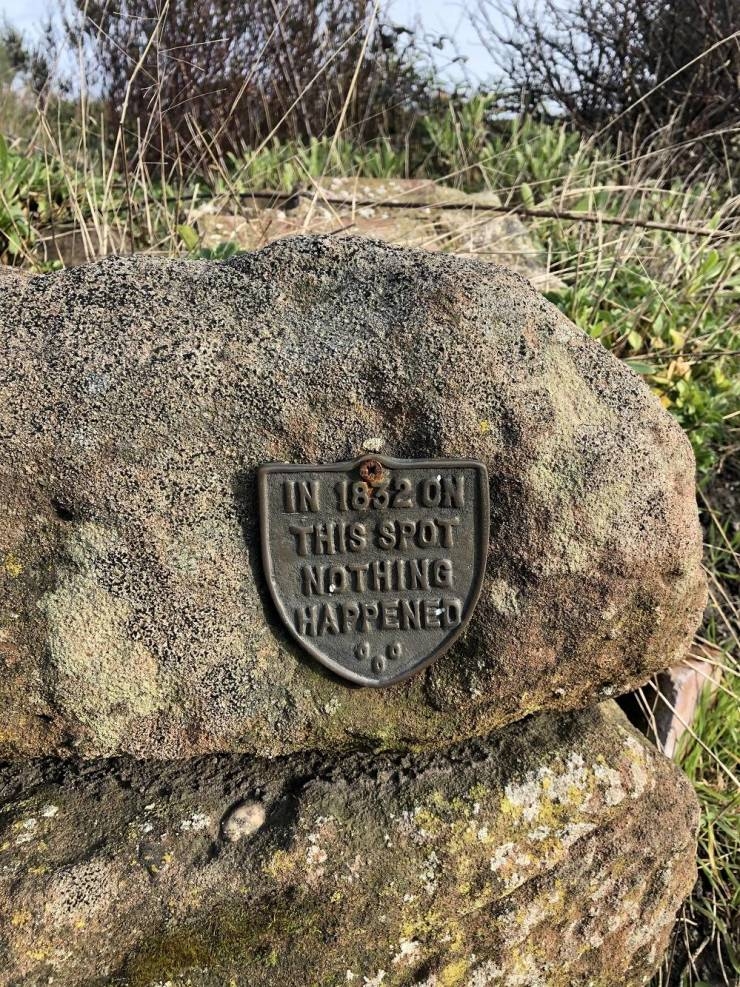 IN 1832 ON
THIS SPOT
NOTHING
HAPPENED